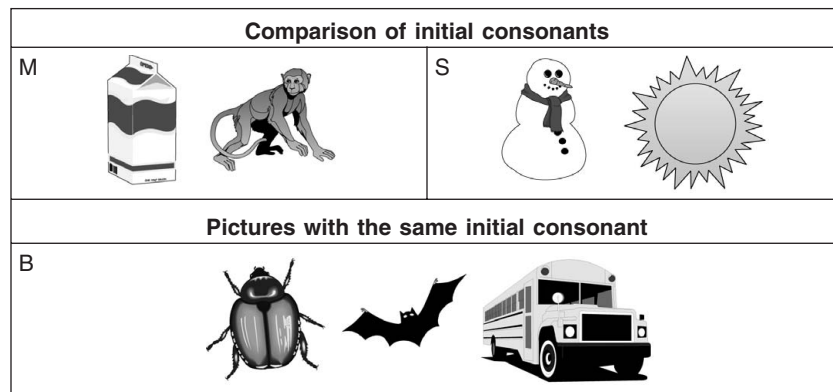 Comparison of initial consonants
M
S
Pictures with the same initial consonant
B